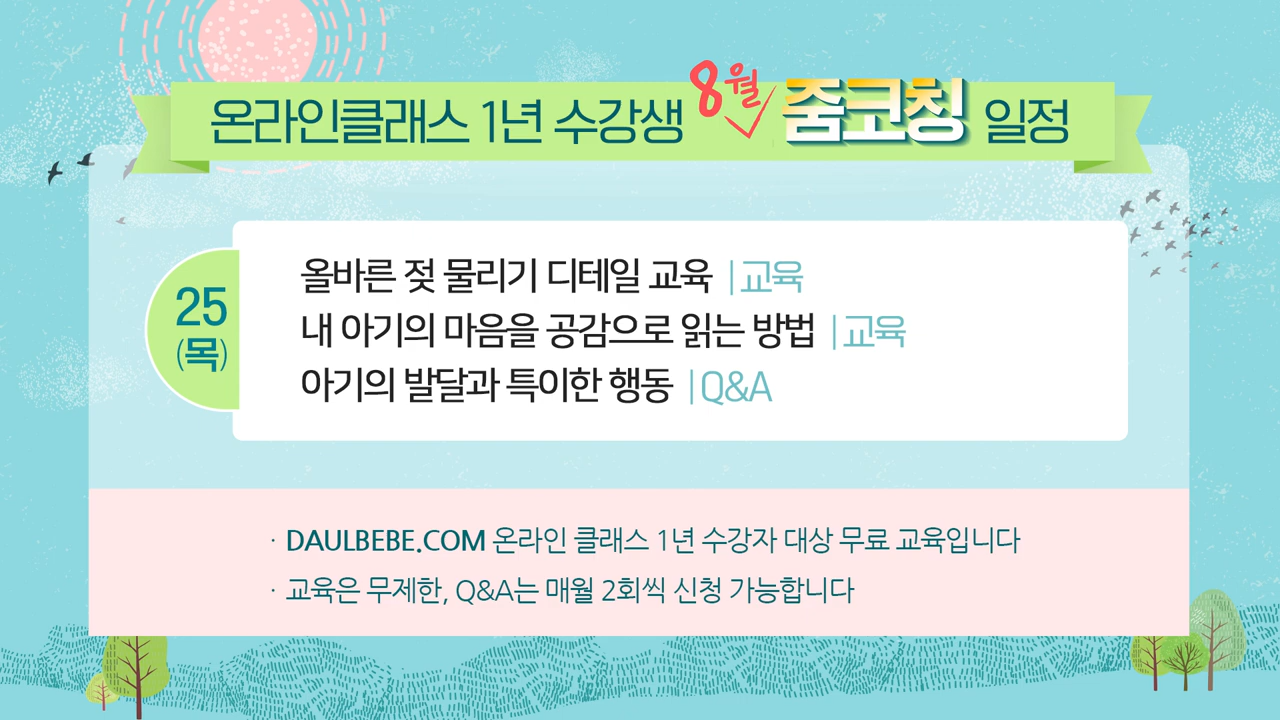 온라인클래스 1년 수강생 8월 줌코칭 일정
25
(목)
올바른 젖 물리기 디테일 교육 | 교육
내 아기의 마음을 공감으로 읽는 방법 | 교육
아기의 발달과 특이한 행동 | Q&A
· DAULBEBE.COM 온라인 클래스 1년 수강자 대상 무료 교육입니다
· 교육은 무제한, Q&A는 매월 2회씩 신청 가능합니다